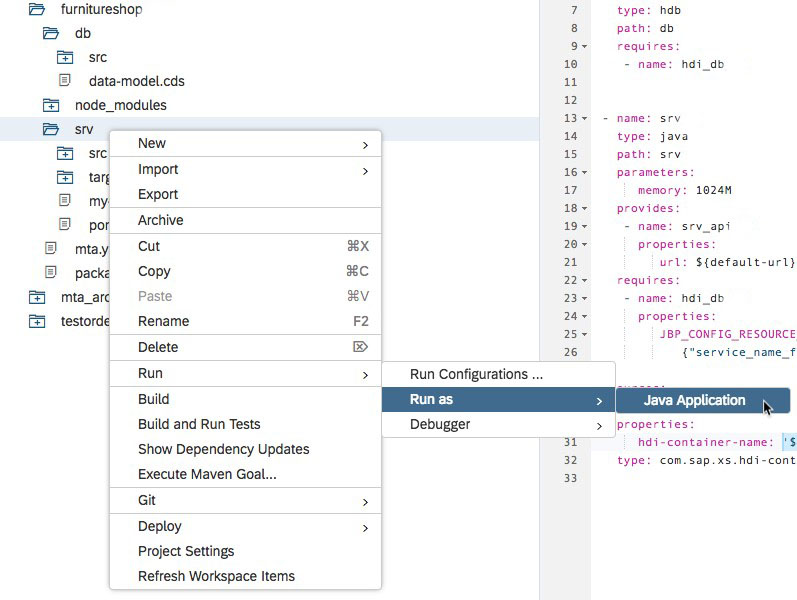 furnitureshop
db
src
data-model.cds
node_modules
srv
src
targ
my
por
mta.y
packa
mta_arc
testorde
New
Import
Export
Archive
Cut ⌘X
Copy ⌘C
Paste ⌘V
Rename F2
Delete ⌦
Run
Build
Build and Run Tests
Show Dependency Updates
Execute Maven Goal...
Git
Deploy
Project Settings
Refresh Workspace Items
Run Configurations ...
Run as
Debugger
Java Application
7 type: hdb
8 path: db
9 requires:
10 - name: hdi_db
11
12
13 - name: srv
14 type: java
15 path: srv
16 parameters:
17 memory: 1024M
18 provides:
19 - name: srv_api
20 properties:
21 url: ${default-url}
22 requires:
23 - name: hdi_db
24 properties:
25 JBP_CONFIG_RESOURCE
26 {"service_name_f
properties:
31 hdi-container-name: '$
32 type: com.sap.xs.hdi-cont
33